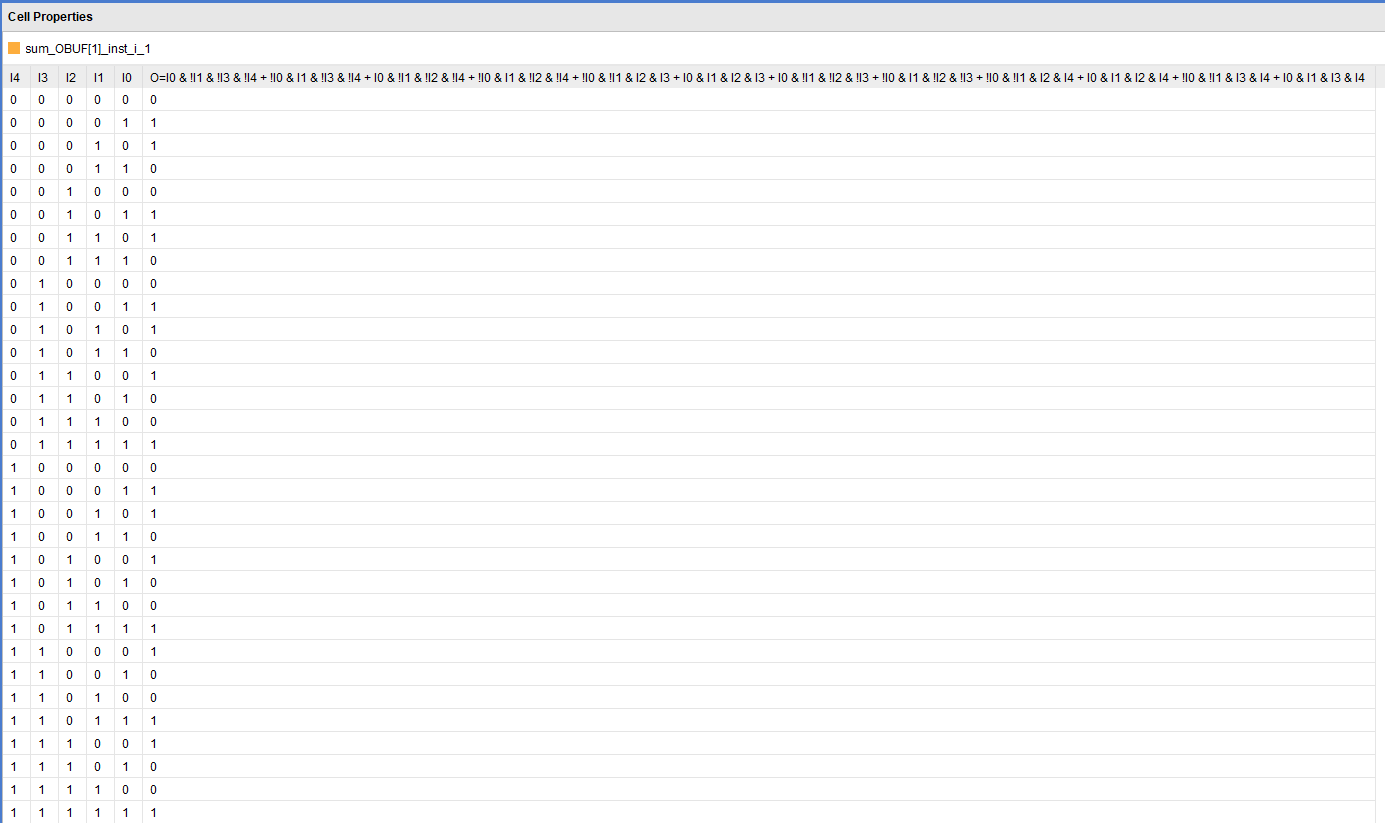 Cell Properties
sum_OBUF[1]_inst_i_1
I4 I3 I2 I1 I0 O=I0 & !I1 & !I3 & !I4 + !I0 & I1 & !I3 & !I4 + I0 & !I1 & !I2 & !I4 + !I0 & I1 & !I2 & !I4 + !I0 & !I1 & I2 & I3 + I0 & I1 & I2 & I3 + I0 & !I1 & !I2 & !I3 + !I0 & I1 & !I2 & !I3 + !I0 & !I1 & I2 & I4 + I0 & I1 & I2 & I4 + !I0 & !I1 & I3 & I4 + I0 & I1 & I3 & I4
0 0 0 0 0 0
0 0 0 0 1 1
0 0 0 1 0 1
0 0 0 1 1 0
0 0 1 0 0 0
0 0 1 0 1 1
0 0 1 1 0 1
0 0 1 1 1 0
0 1 0 0 0 0
0 1 0 0 1 1
0 1 0 1 0 1
0 1 0 1 1 0
0 1 1 0 0 1
0 1 1 0 1 0
0 1 1 1 0 0
0 1 1 1 1 1
1 0 0 0 0 0
1 0 0 0 1 1
1 0 0 1 0 1
1 0 0 1 1 0
1 0 1 0 0 1
1 0 1 0 1 0
1 0 1 1 0 0
1 0 1 1 1 1
1 1 0 0 0 1
1 1 0 0 1 0
1 1 0 1 0 0
1 1 0 1 1 1
1 1 1 0 0 1
1 1 1 0 1 0
1 1 1 1 0 0
1 1 1 1 1 1